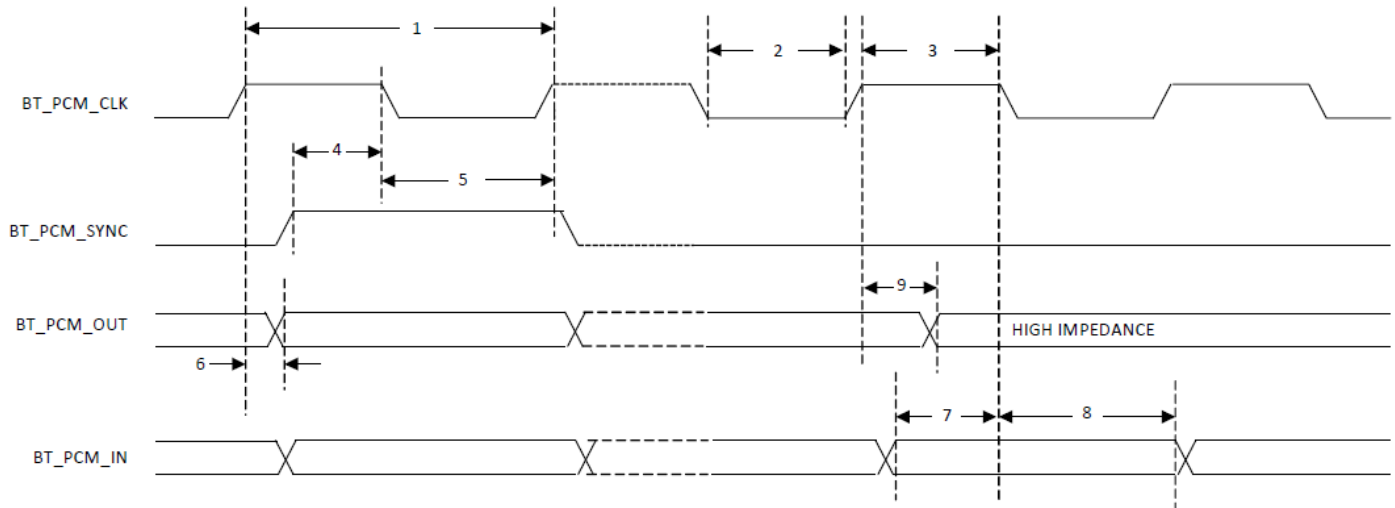 1
2
3
BT_PCM_CLK
4
5
BT_PCM_SYNC
9
BT_PCM_OUT
HIGH IMPEDANCE
6
7
8
BT_PCM_IN